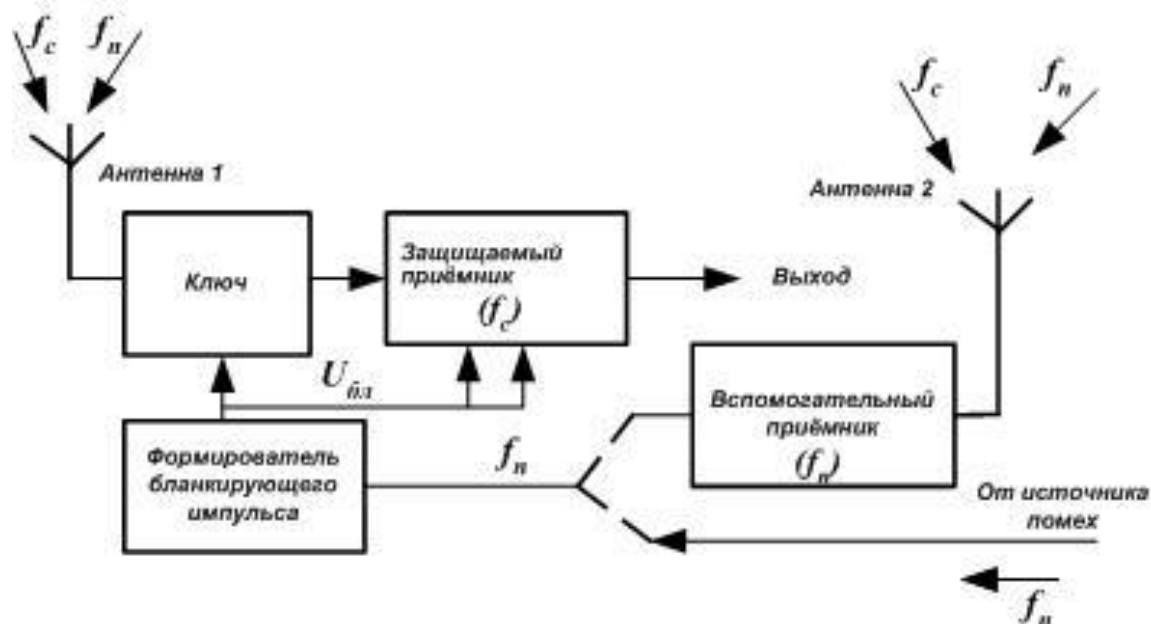 f_c f_п
f_c f_п
Антенна 1
Антенна 2
Ключ
Защищаемый
приёмник
(f_c)
Выход
U_бл
Вспомогательный
приёмник
(f_п)
Формирователь
бланкирующего
импульса
f_п
От источника
помех
f_п